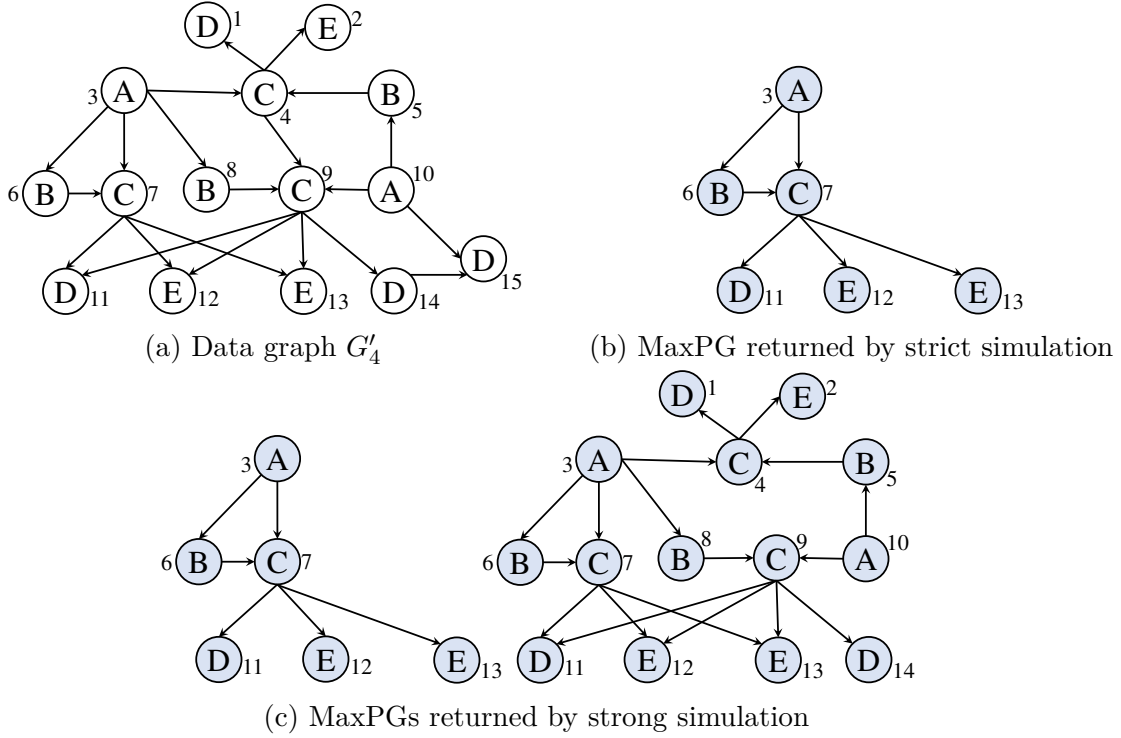 D 1 E 2
3 A C 4 B 5
6 B C 7 B 8 C 9 A 10
D 11 E 12 E 13 D 14 D 15
(a) Data graph G′4
3 A
6 B C 7
D 11 E 12 E 13
(b) MaxPG returned by strict simulation
3 A
6 B C 7
D 11 E 12 E 13
D 1 E 2
3 A C 4 B 5
6 B C 7 B 8 C 9 A 10
D 11 E 12 E 13 D 14
(c) MaxPGs returned by strong simulation